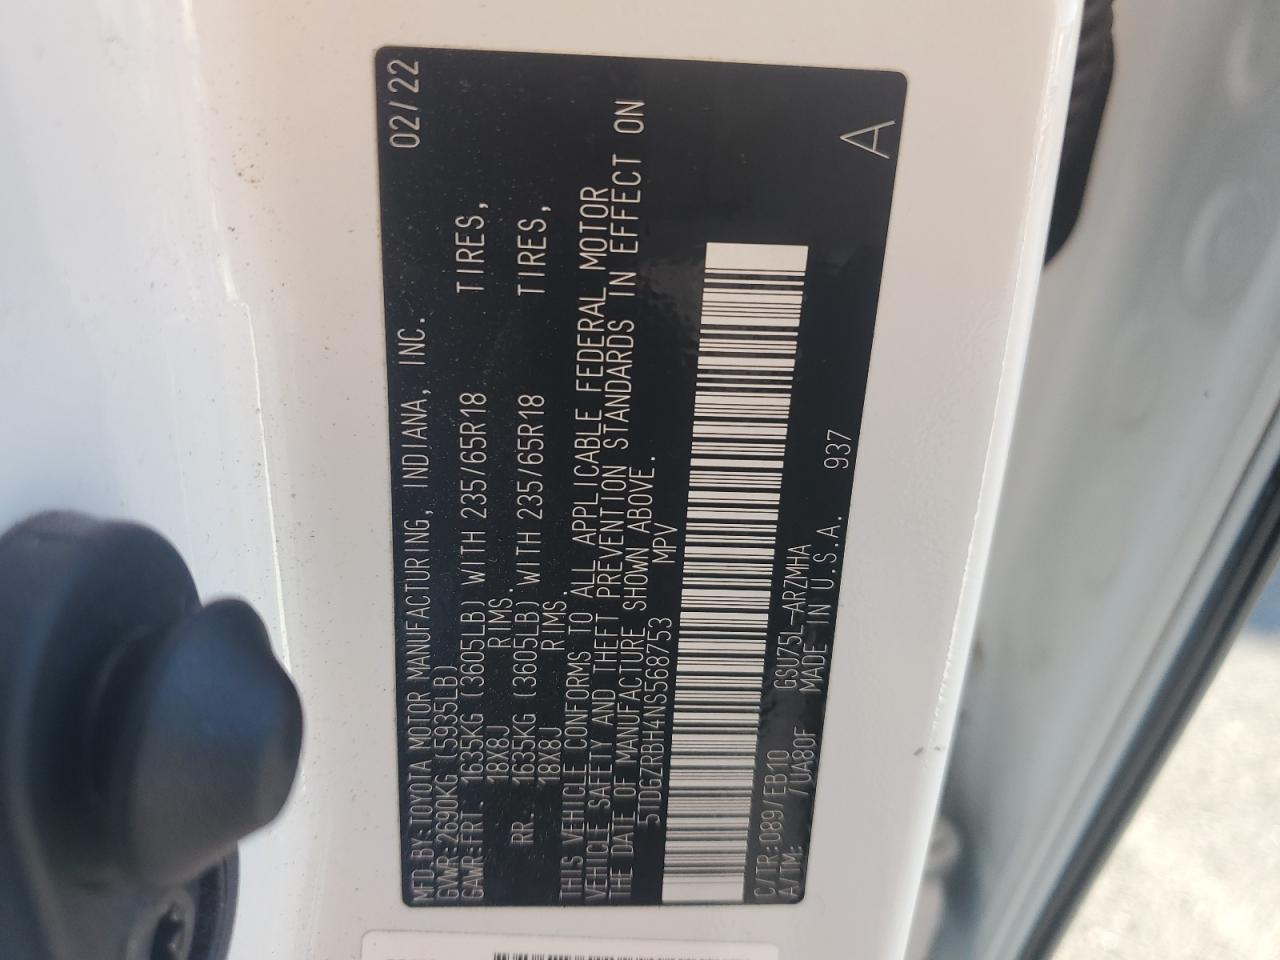 MFD.BY:TOYOTA MOTOR MANUFACTURING, INDIANA, INC. 02/22
GVWR:2690KG (5935LB)
GAWR:FRT. 1635KG (3605LB) WITH 235/65R18 TIRES,
18X8J RIMS.
RR. 1635KG (3605LB) WITH 235/65R18 TIRES,
18X8J RIMS.
THIS VEHICLE CONFORMS TO ALL APPLICABLE FEDERAL MOTOR
VEHICLE SAFETY AND THEFT PREVENTION STANDARDS IN EFFECT ON
THE DATE OF MANUFACTURE SHOWN ABOVE.
5TDGZRBH4NS568753 MPV
C/TR:089/EB10 GSU75L-ARZMHA
A/TM: /UA80F MADE IN U.S.A. 937 A